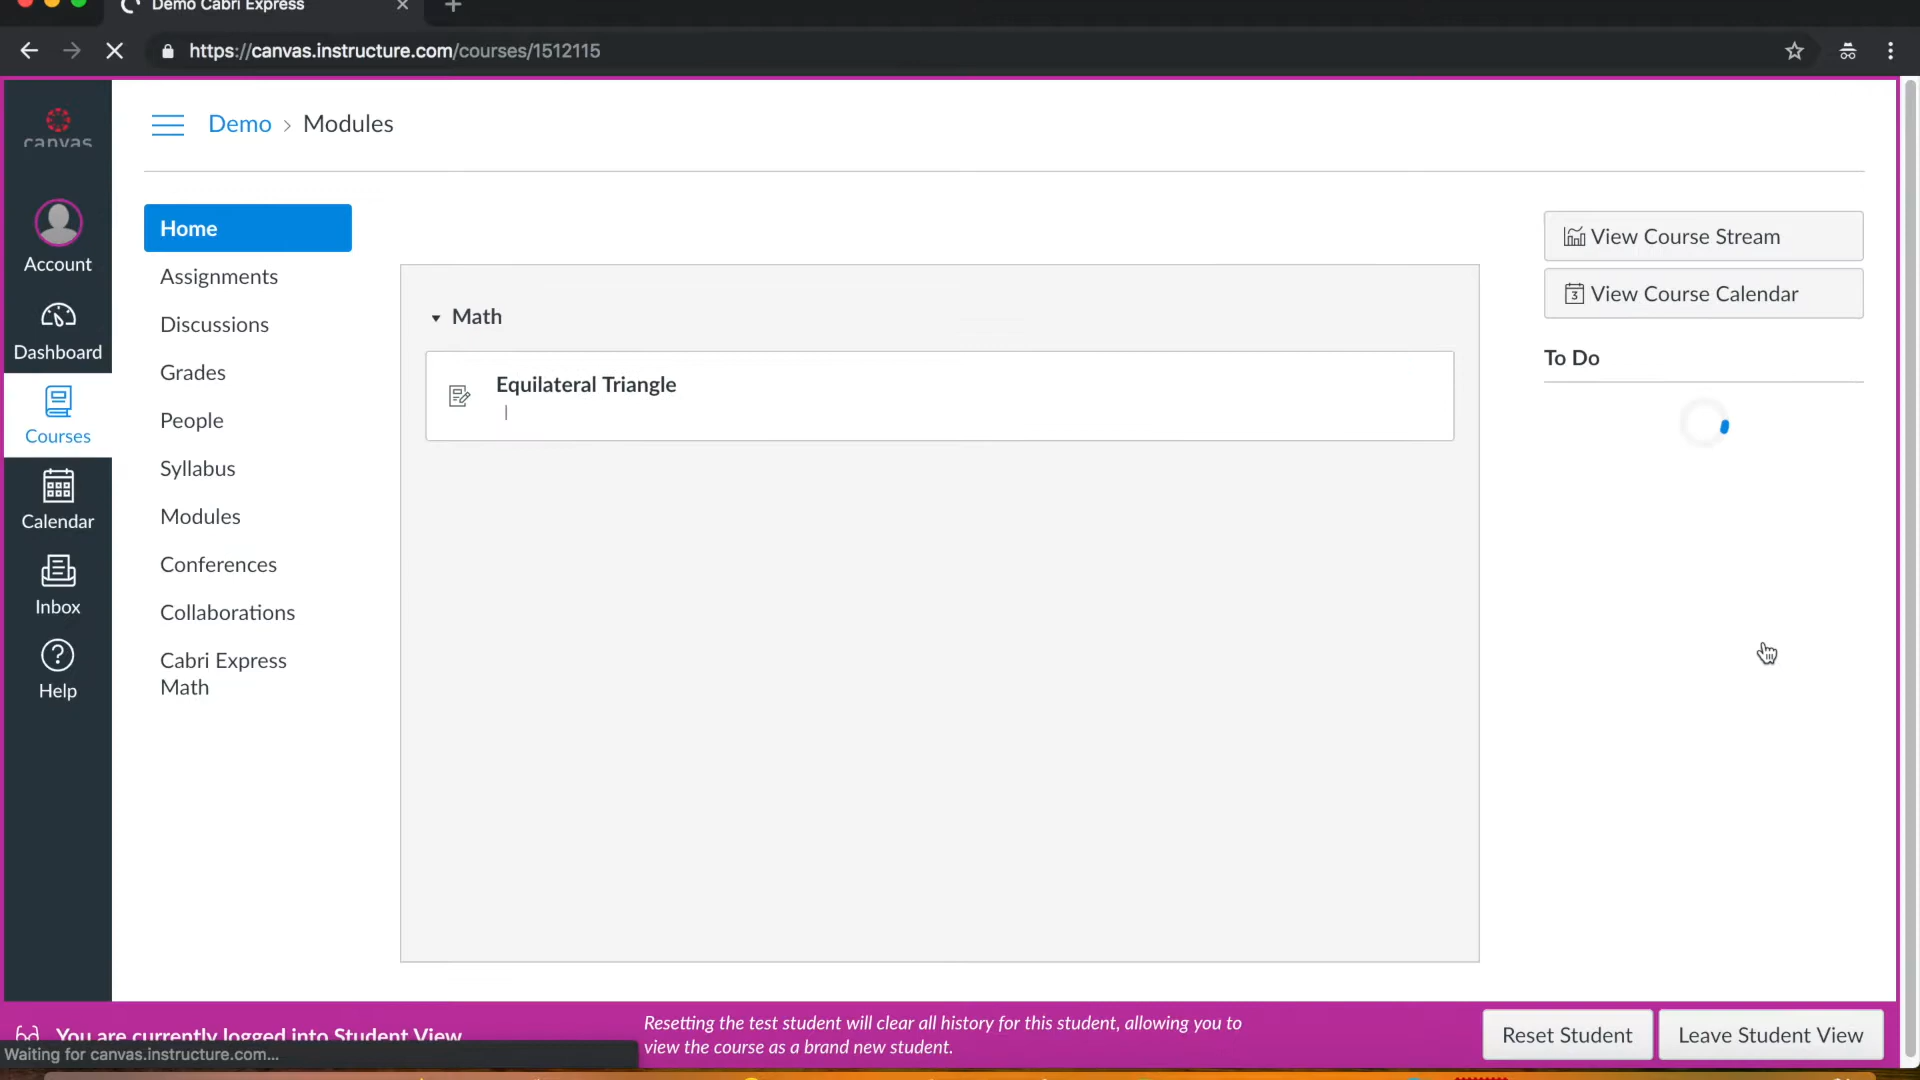 Demo Cabri Express
https://canvas.instructure.com/courses/1512115
canvas
Demo > Modules
Account
Dashboard
Courses
Calendar
Inbox
Help
Home
Assignments
Discussions
Grades
People
Syllabus
Modules
Conferences
Collaborations
Cabri Express
Math
Math
Equilateral Triangle
|
View Course Stream
3 View Course Calendar
To Do
You are currently logged into Student View
Waiting for canvas.instructure.com...
Resetting the test student will clear all history for this student, allowing you to
view the course as a brand new student.
Reset Student
Leave Student View